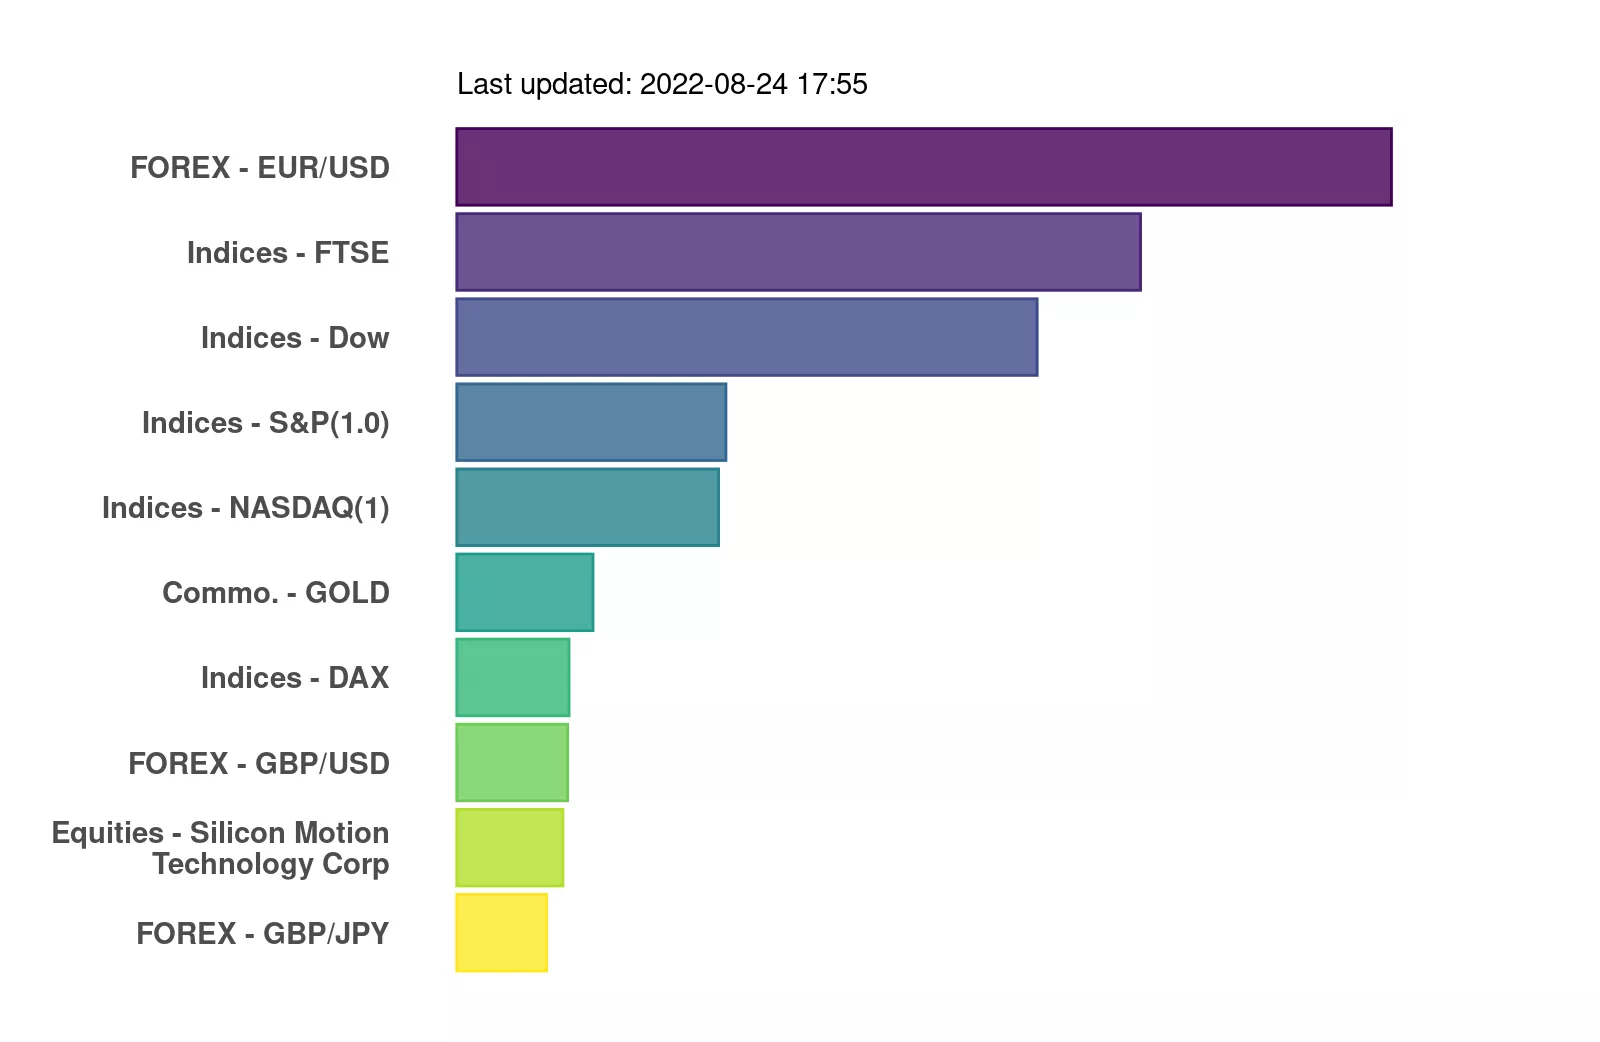 Last updated: 2022-08-24 17:55
FOREX - EUR/USD
Indices - FTSE
Indices - Dow
Indices - S&P(1.0)
Indices - NASDAQ(1)
Commo. - GOLD
Indices - DAX
FOREX - GBP/USD
Equities - Silicon Motion
Technology Corp
FOREX - GBP/JPY